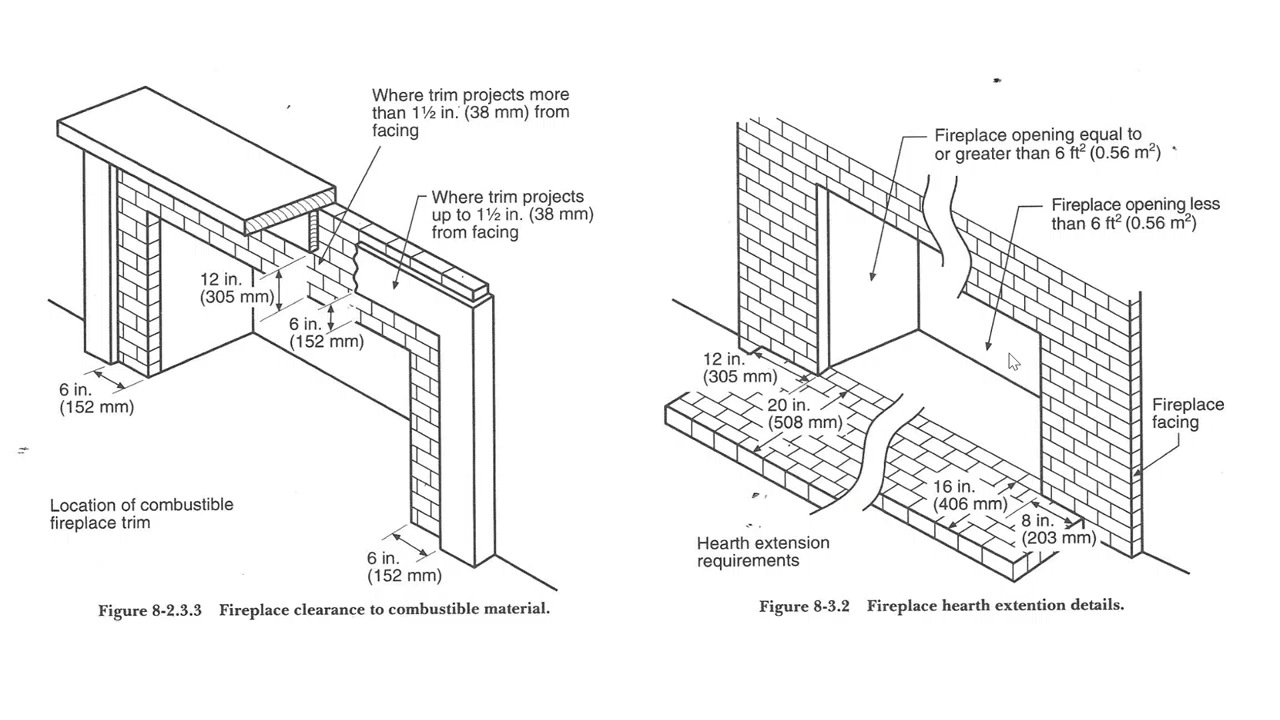 Where trim projects more
than 1½ in. (38 mm) from
facing
Where trim projects
up to 1½ in. (38 mm)
from facing
12 in.
(305 mm)
6 in.
(152 mm)
6 in.
(152 mm)
Location of combustible
fireplace trim
6 in.
(152 mm)
Figure 8-2.3.3 Fireplace clearance to combustible material.
Fireplace opening equal to
or greater than 6 ft² (0.56 m²)
Fireplace opening less
than 6 ft² (0.56 m²)
12 in.
(305 mm)
20 in.
(508 mm)
Fireplace
facing
16 in.
(406 mm)
8 in.
(203 mm)
Hearth extension
requirements
Figure 8-3.2 Fireplace hearth extention details.